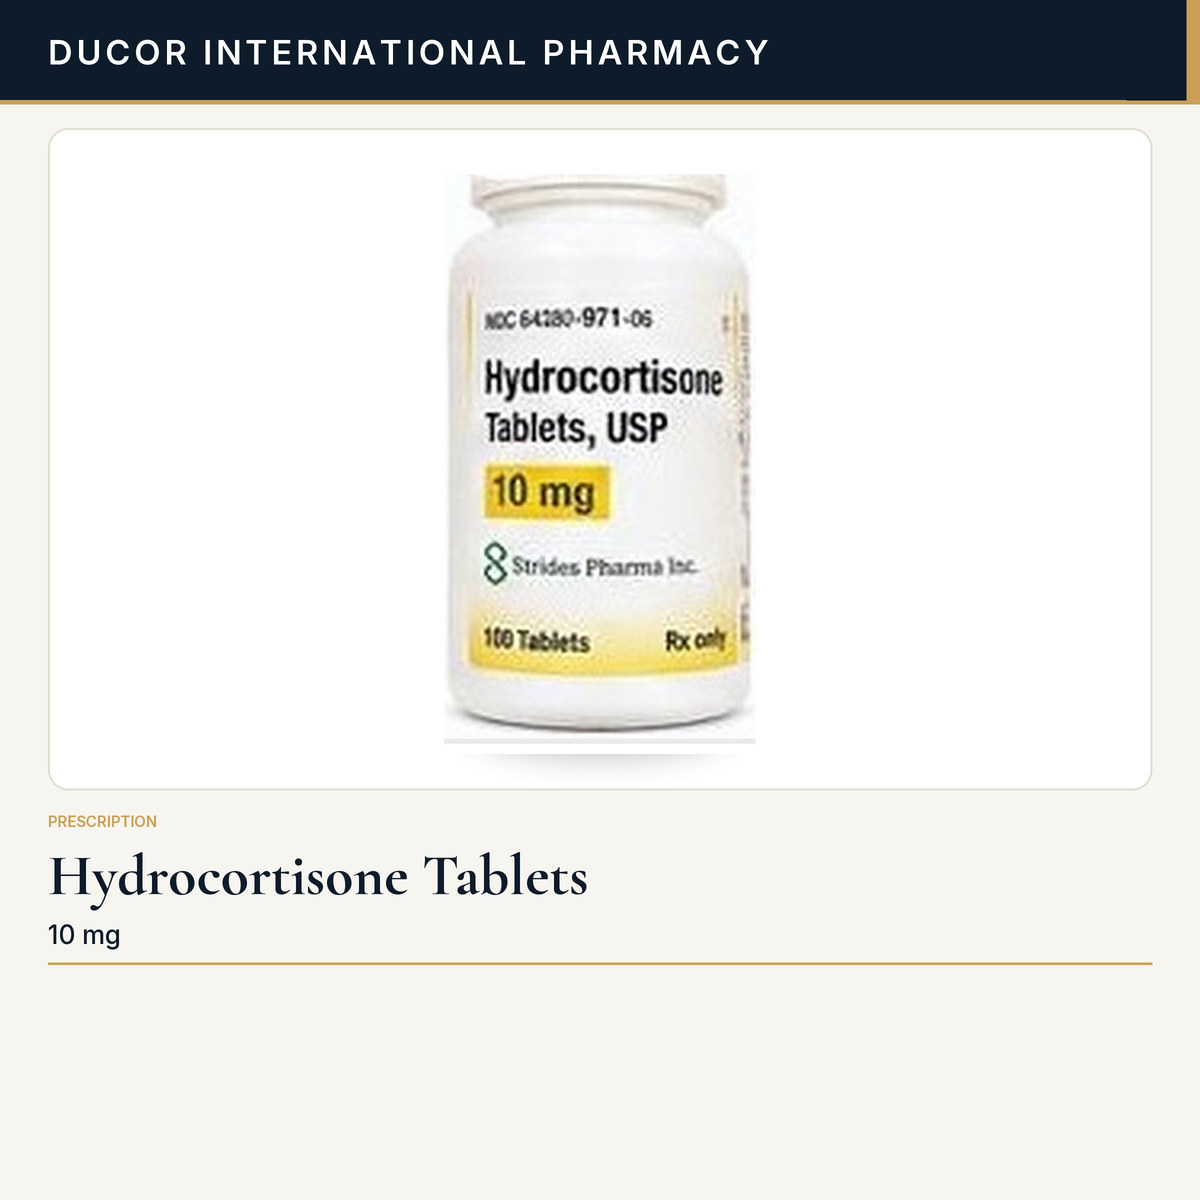 DUCOR INTERNATIONAL PHARMACY
NDC 64380-971-06
Hydrocortisone
Tablets, USP
10 mg
Strides Pharma Inc.
100 Tablets Rx only
PRESCRIPTION
Hydrocortisone Tablets
10 mg